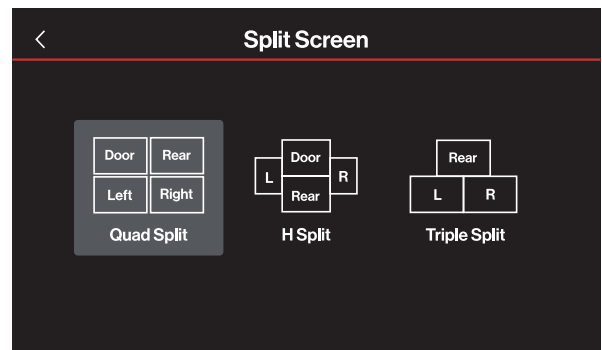 Split Screen
Door Rear
Left Right
Quad Split
Door
L R
Rear
H Split
Rear
L R
Triple Split